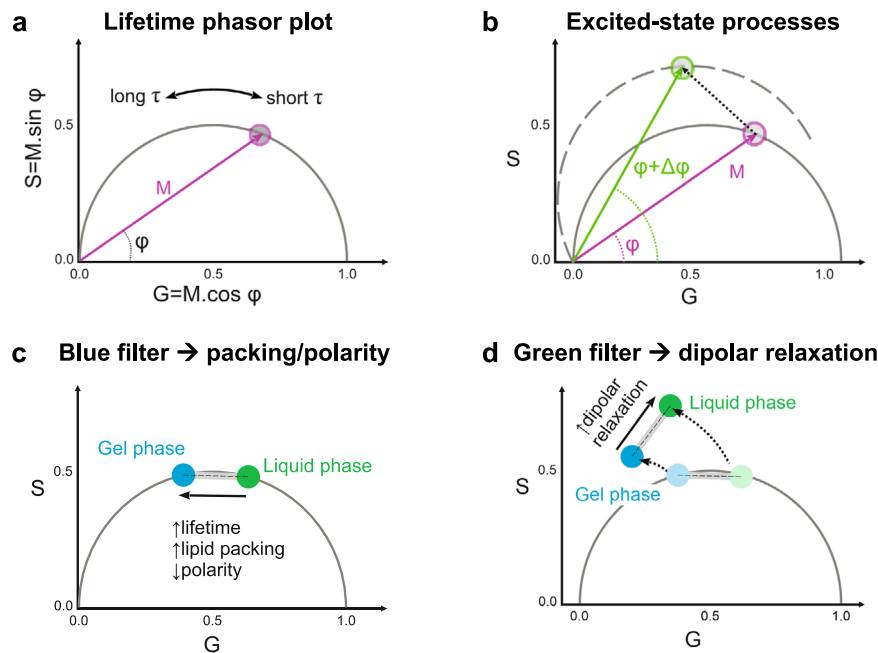 a Lifetime phasor plot
S=M.sin φ
long τ
short τ
0.5
M
φ
0.0
0.0
0.5
1.0
G=M.cos φ
b Excited-state processes
S
0.5
φ+Δφ
M
φ
0.0
0.0
0.5
1.0
G
c Blue filter → packing/polarity
Gel phase
Liquid phase
S
0.5
↑lifetime
↑lipid packing
↓polarity
0.0
0.0
0.5
1.0
G
d Green filter → dipolar relaxation
↑dipolar
relaxation
Liquid phase
Gel phase
S
0.5
0.0
0.0
0.5
1.0
G